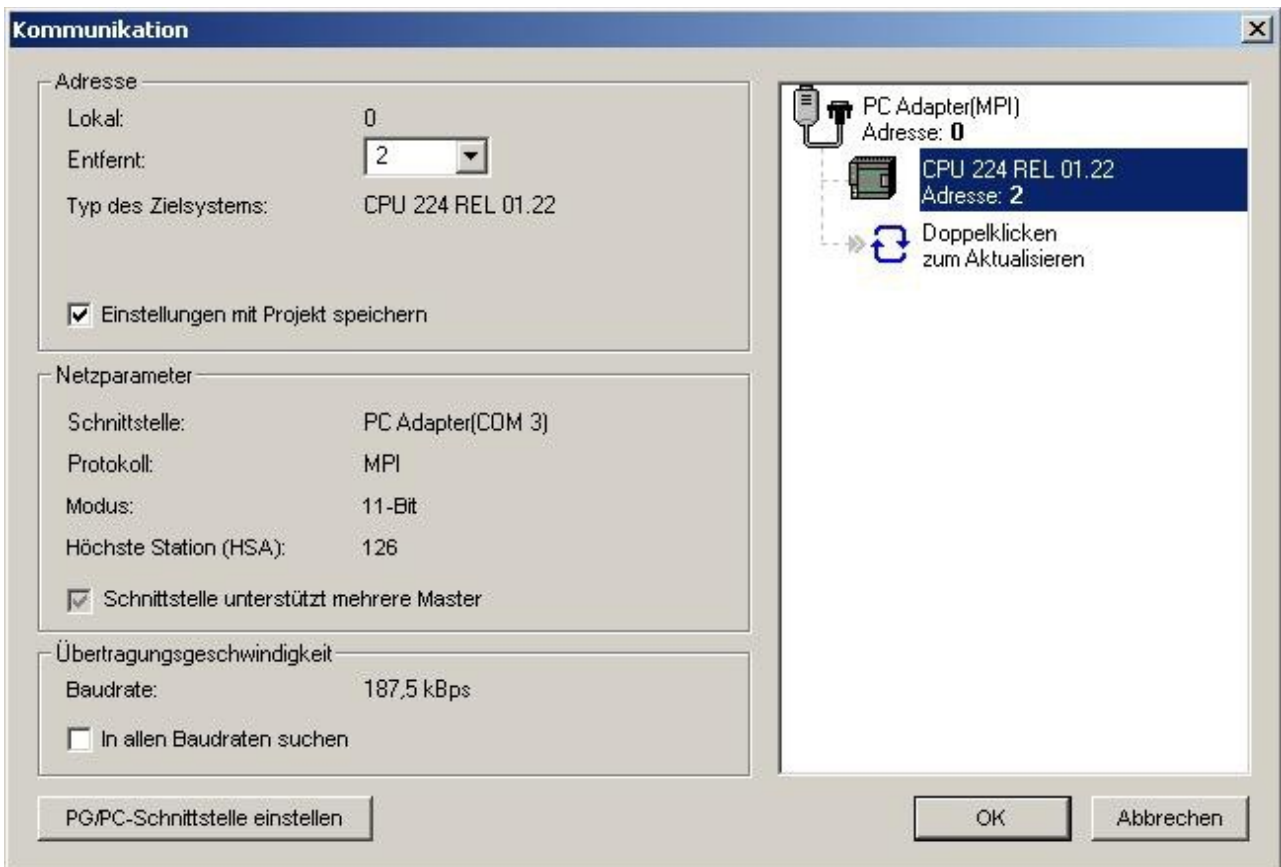 Kommunikation
Adresse
Lokal: 0
Entfernt: 2
Typ des Zielsystems: CPU 224 REL 01.22
Einstellungen mit Projekt speichern
Netzparameter
Schnittstelle: PC Adapter(COM 3)
Protokoll: MPI
Modus: 11-Bit
Höchste Station (HSA): 126
Schnittstelle unterstützt mehrere Master
Übertragungsgeschwindigkeit
Baudrate: 187,5 kBps
In allen Baudraten suchen
PG/PC-Schnittstelle einstellen
PC Adapter(MPI)
Adresse: 0
CPU 224 REL 01.22
Adresse: 2
Doppelklicken
zum Aktualisieren
OK
Abbrechen